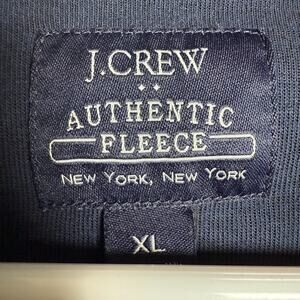 J.CREW
AUTHENTIC
FLEECE
NEW YORK, NEW YORK
XL